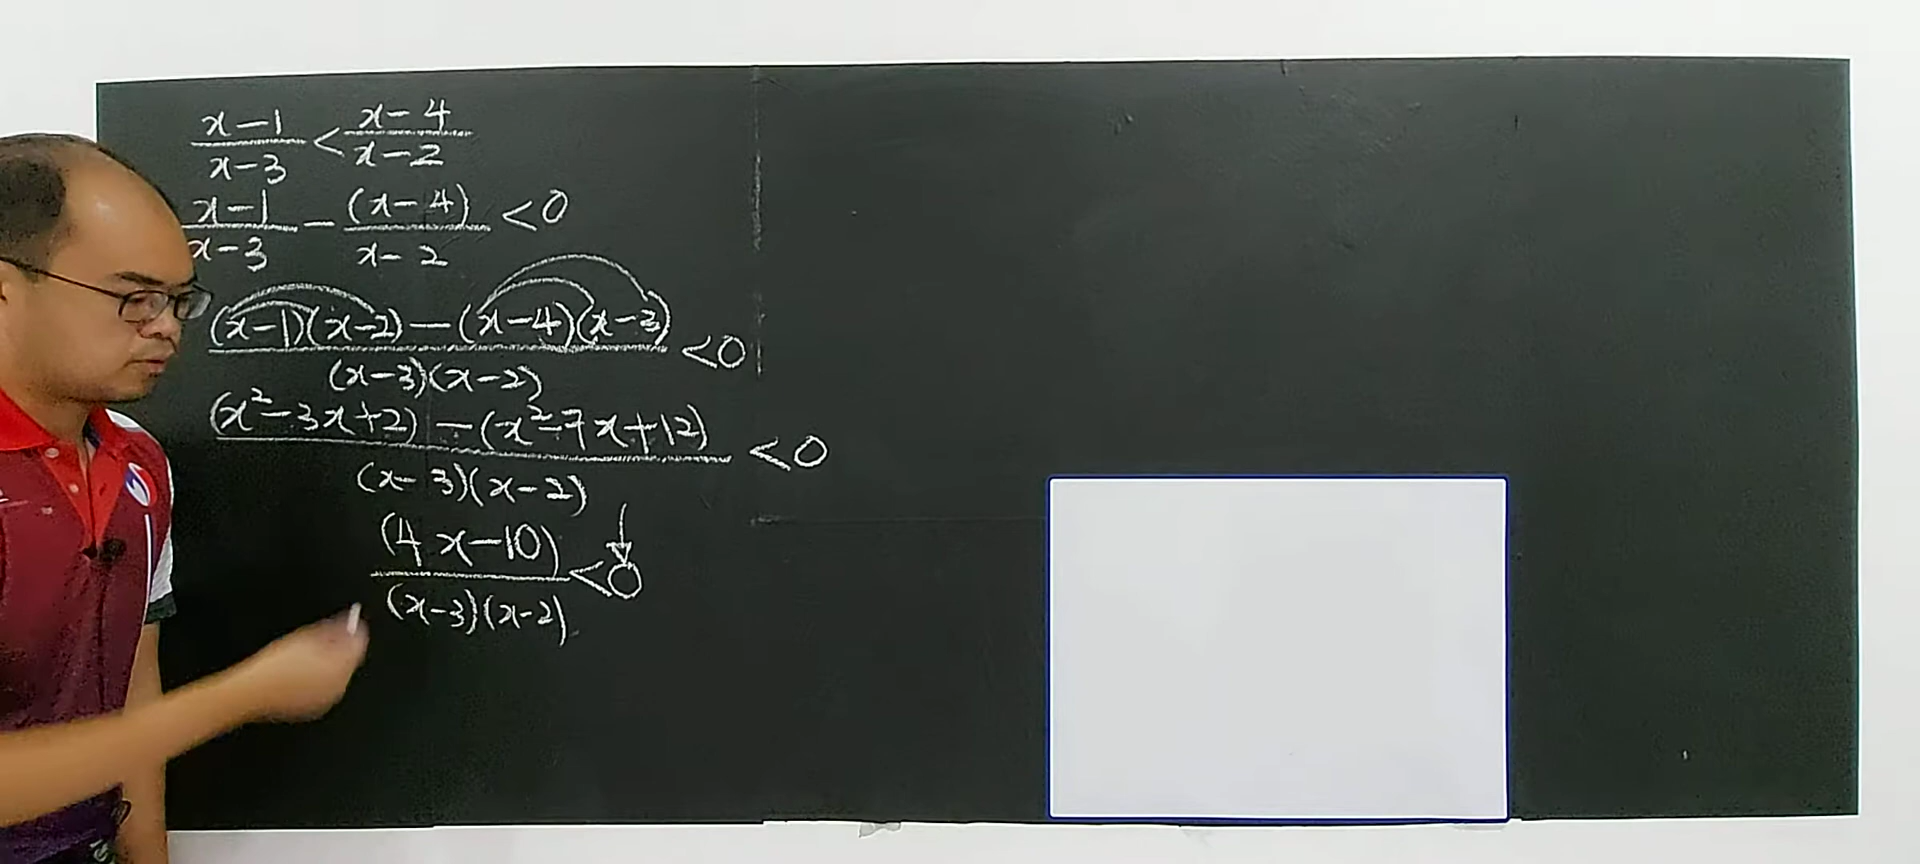 x-1/x-3 < x-4/x-2
x-1/x-3 - (x-4)/x-2 < 0
(x-1)(x-2) - (x-4)(x-3)/(x-3)(x-2) < 0
(x²-3x+2) - (x²-7x+12)/(x-3)(x-2) < 0
(4x-10)/(x-3)(x-2) < 0